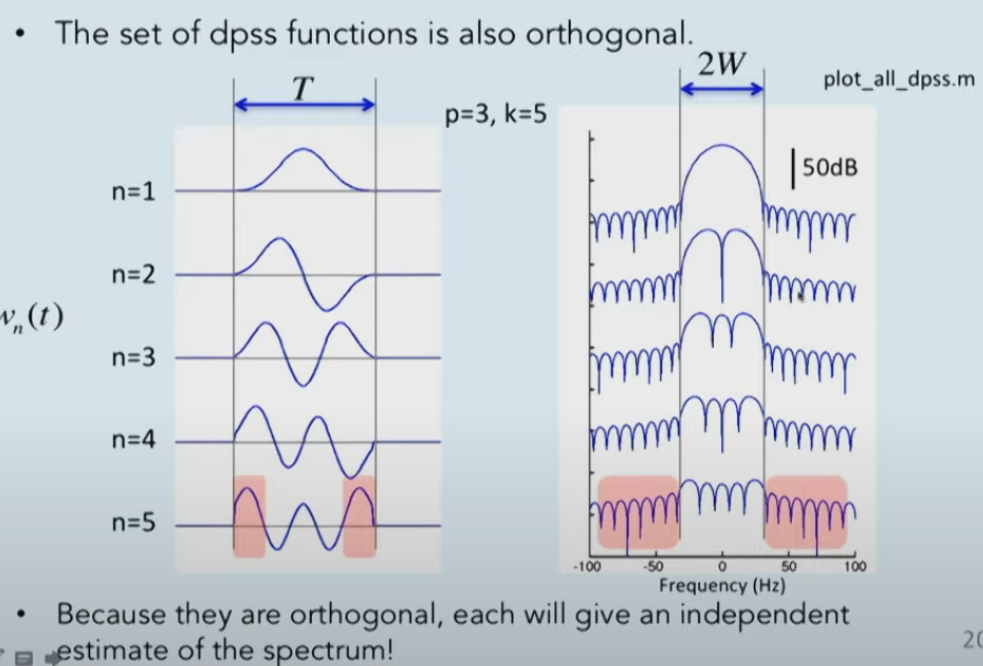 • The set of dpss functions is also orthogonal.
T
2W
plot_all_dpss.m
p=3, k=5
50dB
n=1
n=2
n=3
n=4
n=5
wₙ(t)
-100 -50 0 50 100
Frequency (Hz)
• Because they are orthogonal, each will give an independent
estimate of the spectrum!